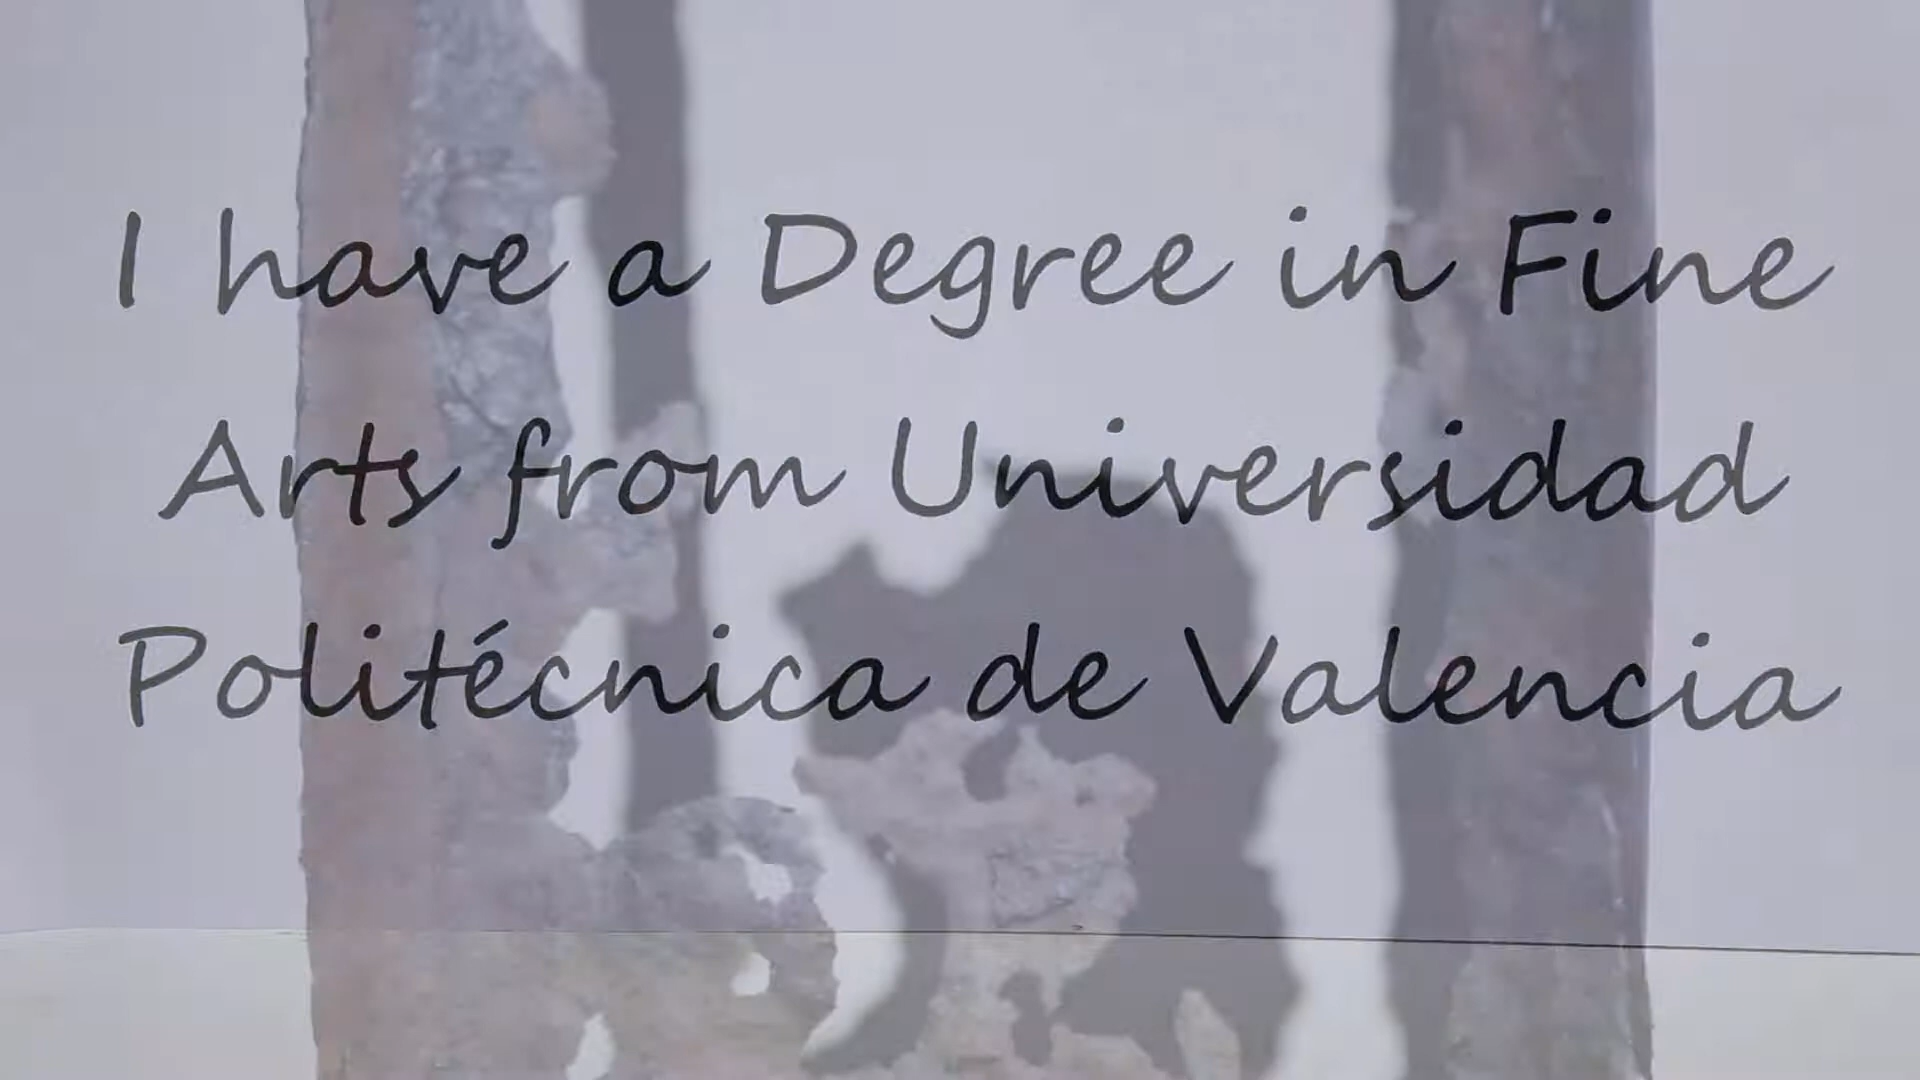 I have a Degree in Fine
Arts from Universidad
Politécnica de Valencia